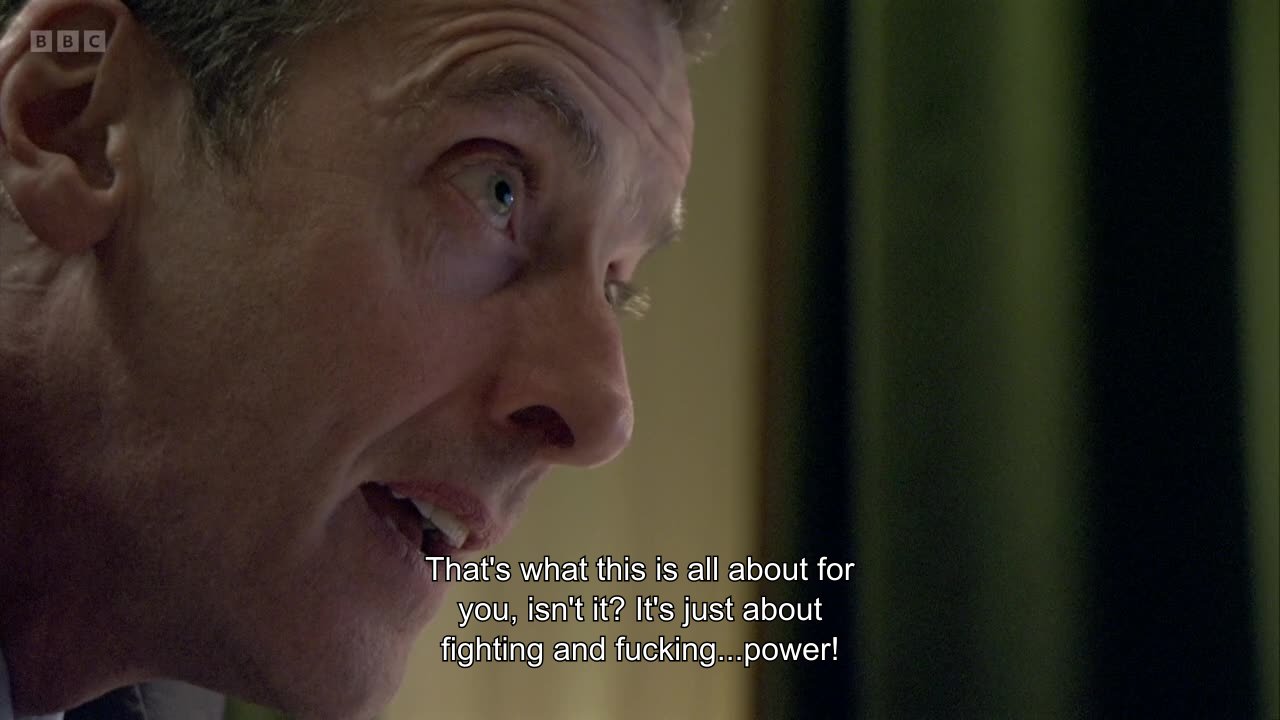 BBC
That's what this is all about for
you, isn't it? It's just about
fighting and fucking...power!